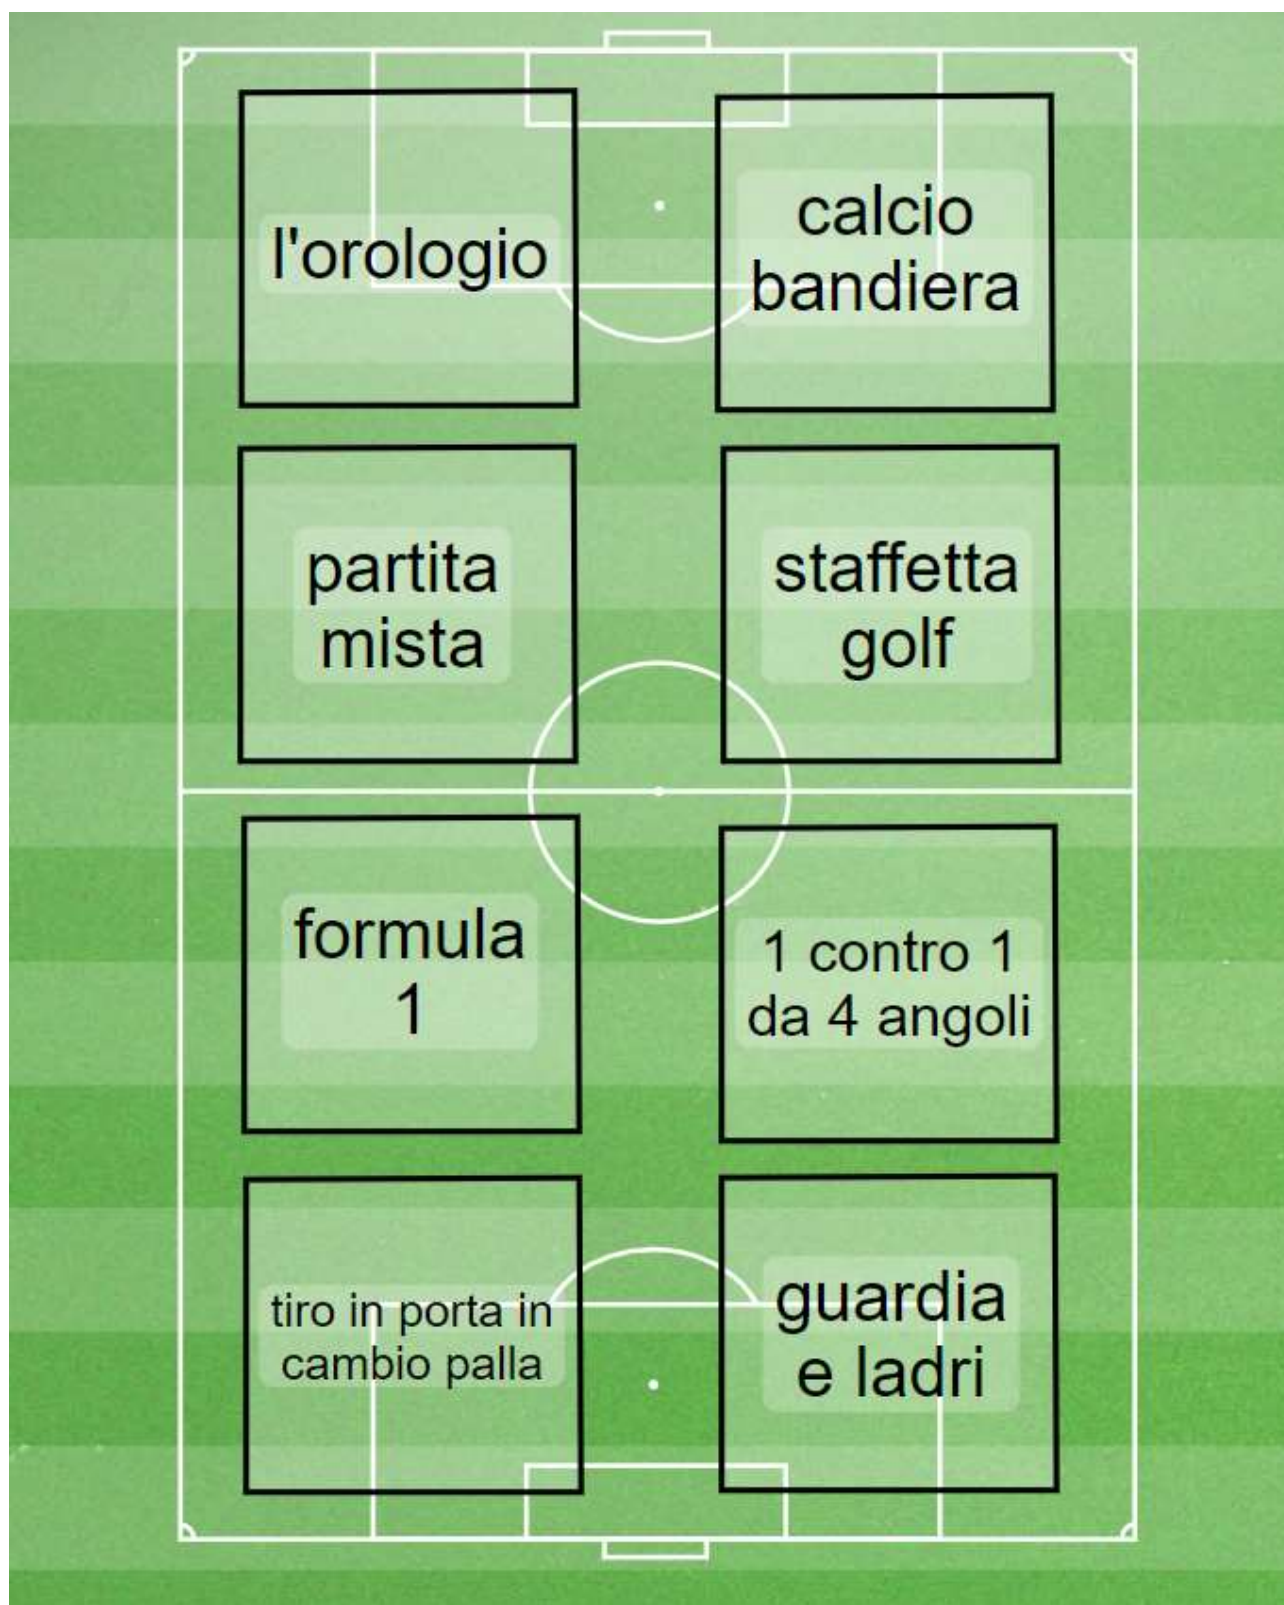 l'orologio
calcio
bandiera
partita
mista
staffetta
golf
formula
1
1 contro 1
da 4 angoli
tiro in porta in
cambio palla
guardia
e ladri